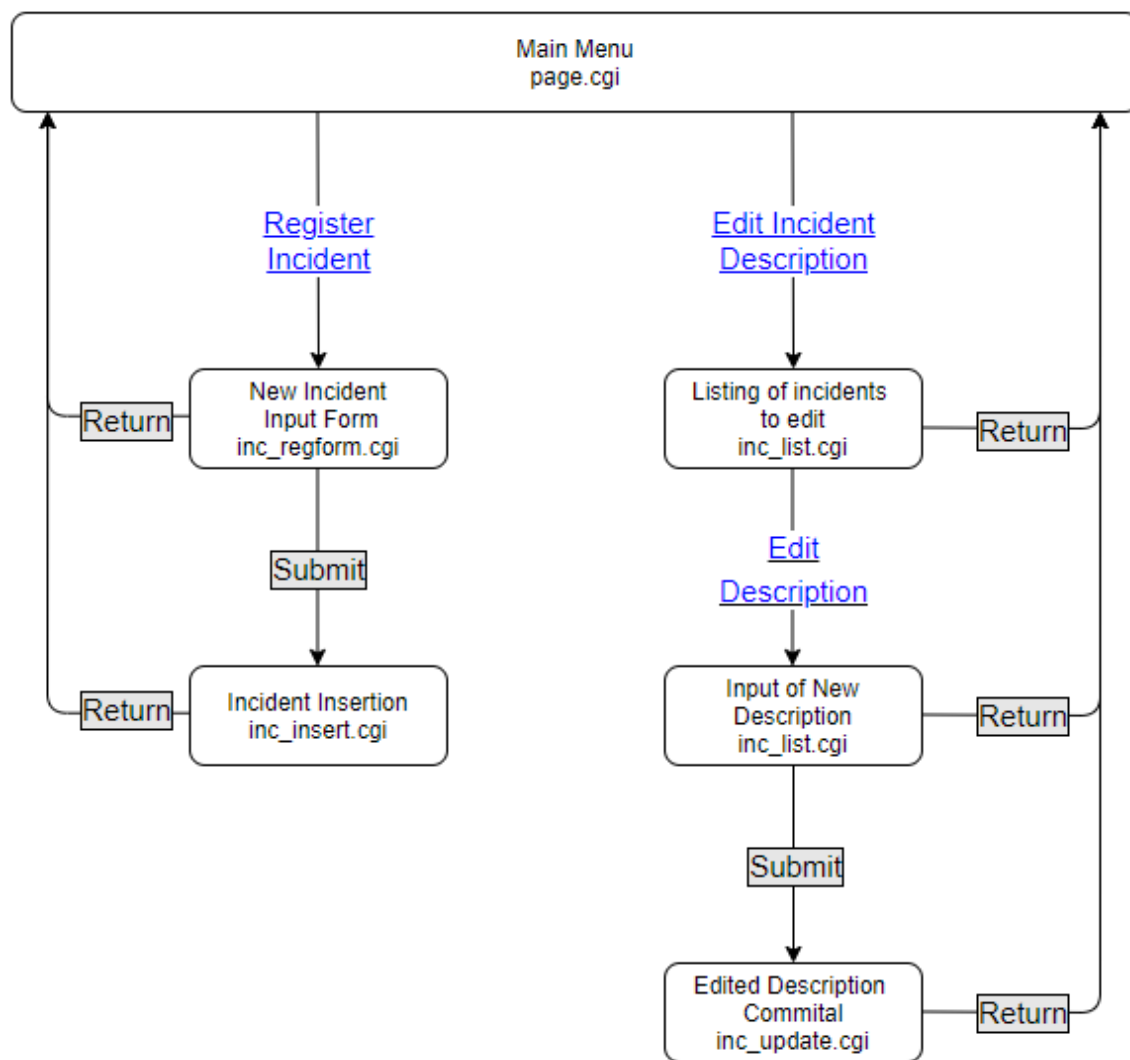 Main Menu
page.cgi
Register
Incident
Edit Incident
Description
New Incident
Input Form
inc_regform.cgi
Return
Listing of incidents
to edit
inc_list.cgi
Return
Submit
Edit
Description
Incident Insertion
inc_insert.cgi
Return
Input of New
Description
inc_list.cgi
Return
Submit
Edited Description
Commital
inc_update.cgi
Return